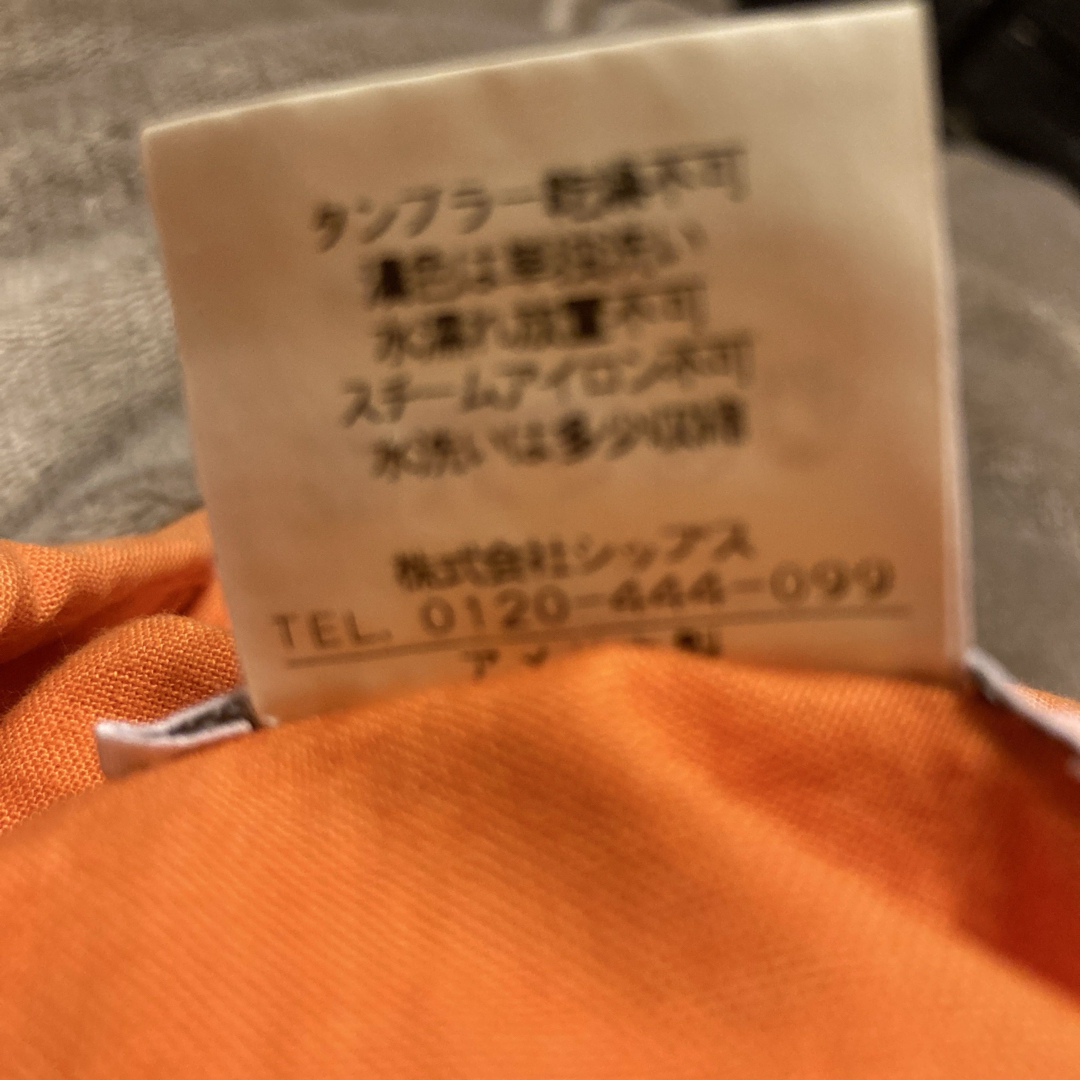 タンブラー乾燥不可
濃色は単独洗い
水濡れ放置不可
スチームアイロン不可
水洗いは多少収縮
株式会社シップス
TEL. 0120-444-099